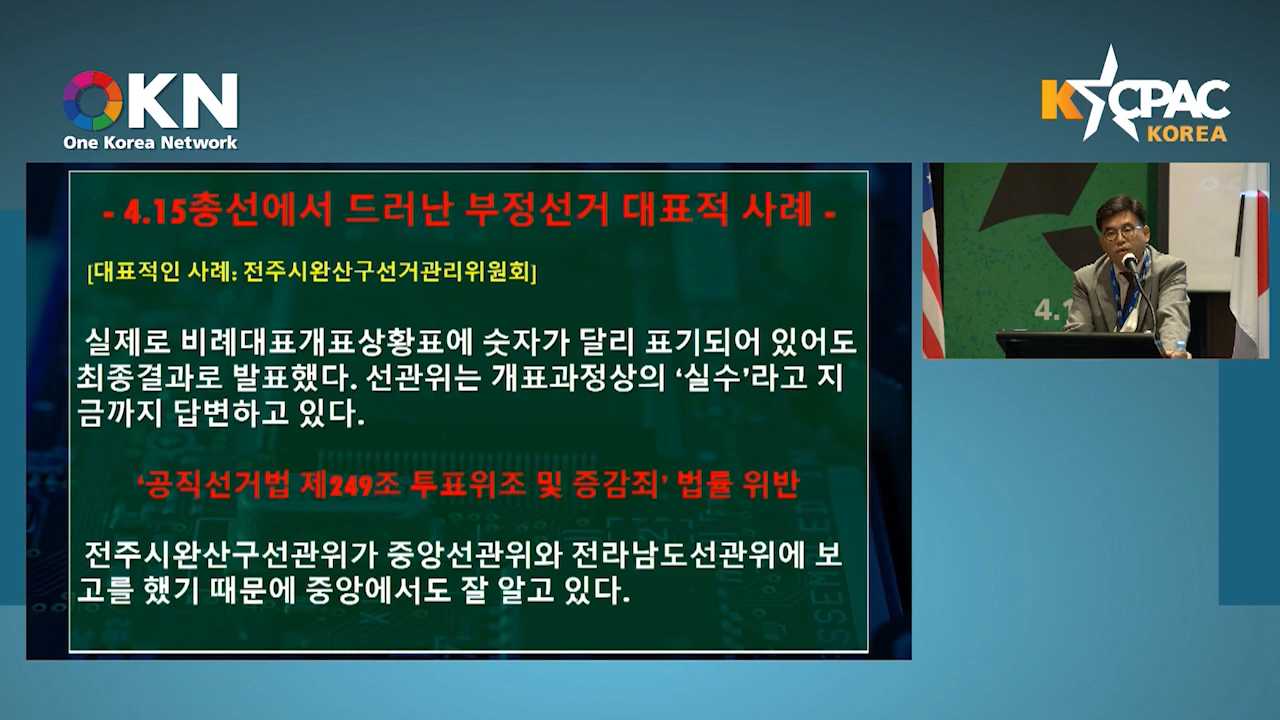 OKN
One Korea Network
KCPAC
KOREA
- 4.15총선에서 드러난 부정선거 대표적 사례 -
[대표적인 사례: 전주시완산구선거관리위원회]
실제로 비례대표개표상황표에 숫자가 달리 표기되어 있어도
최종결과로 발표했다. 선관위는 개표과정상의 ‘실수’라고 지
금까지 답변하고 있다.
‘공직선거법 제249조 투표위조 및 증감죄’ 법률 위반
전주시완산구선관위가 중앙선관위와 전라남도선관위에 보
고를 했기 때문에 중앙에서도 잘 알고 있다.
4.1